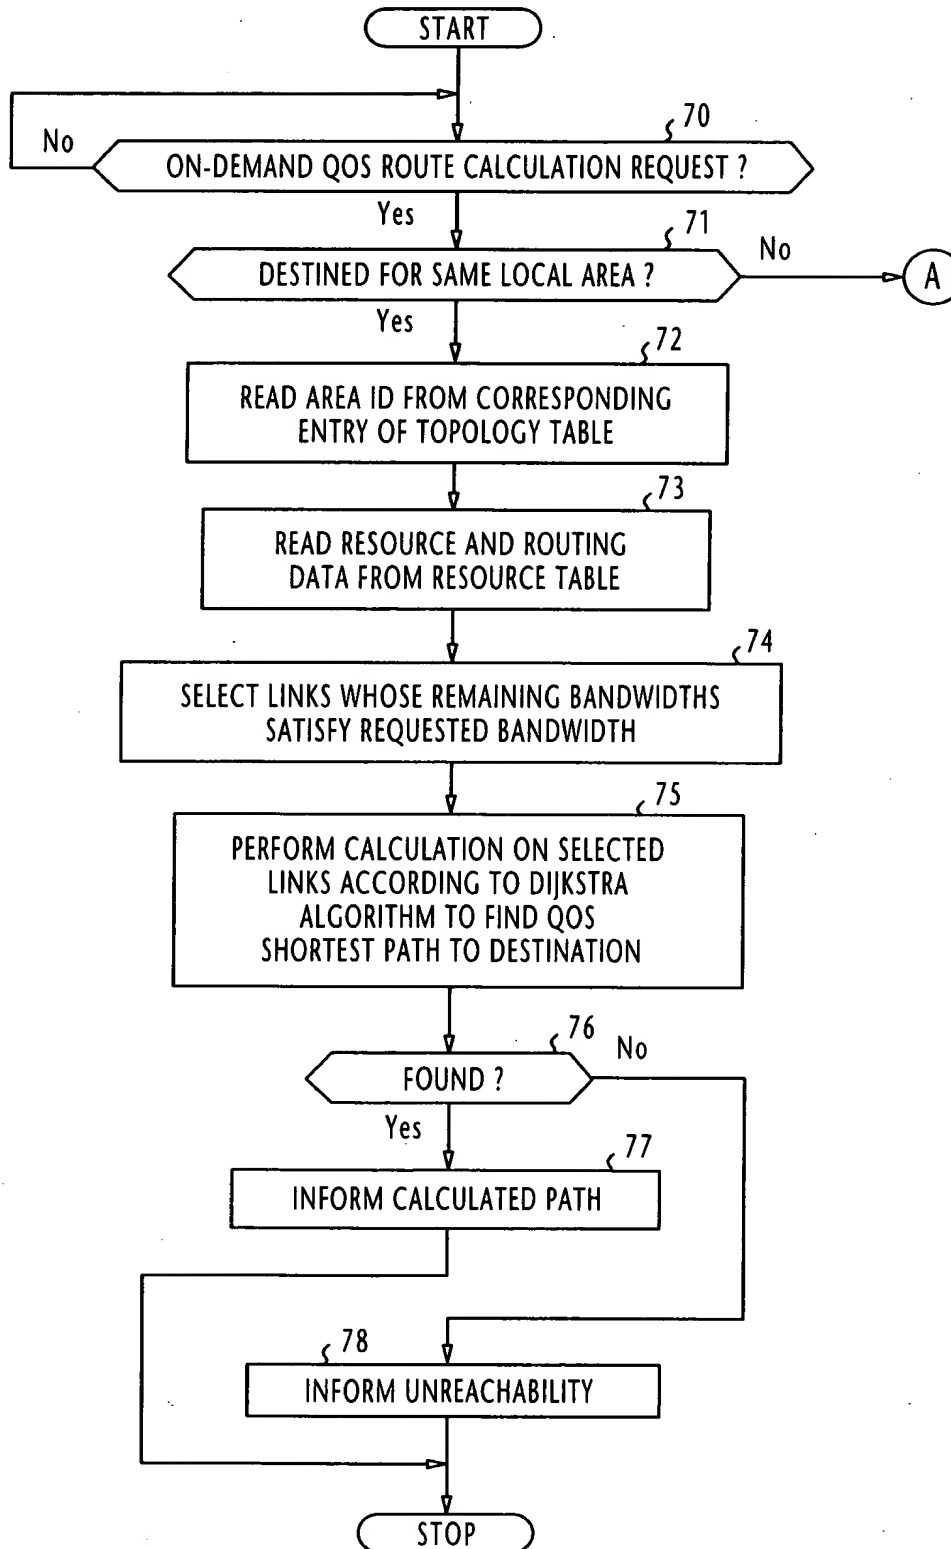 START
No
70
ON-DEMAND QOS ROUTE CALCULATION REQUEST ?
Yes
71
DESTINED FOR SAME LOCAL AREA ?
No
A
Yes
72
READ AREA ID FROM CORRESPONDING
ENTRY OF TOPOLOGY TABLE
73
READ RESOURCE AND ROUTING
DATA FROM RESOURCE TABLE
74
SELECT LINKS WHOSE REMAINING BANDWIDTHS
SATISFY REQUESTED BANDWIDTH
75
PERFORM CALCULATION ON SELECTED
LINKS ACCORDING TO DIJKSTRA
ALGORITHM TO FIND QOS
SHORTEST PATH TO DESTINATION
76
No
FOUND ?
Yes
77
INFORM CALCULATED PATH
78
INFORM UNREACHABILITY
STOP